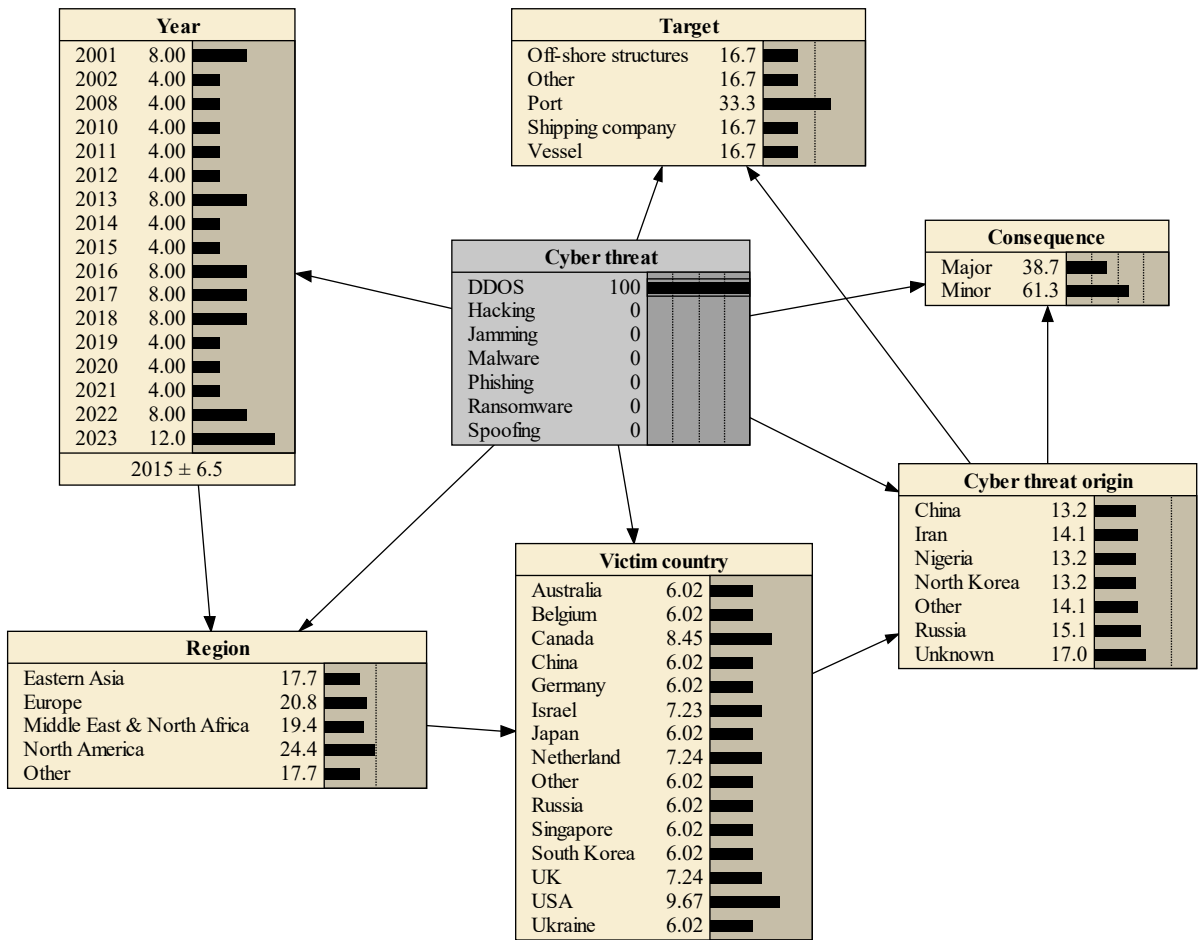 Year
2001 8.00
2002 4.00
2008 4.00
2010 4.00
2011 4.00
2012 4.00
2013 8.00
2014 4.00
2015 4.00
2016 8.00
2017 8.00
2018 8.00
2019 4.00
2020 4.00
2021 4.00
2022 8.00
2023 12.0
2015 ± 6.5
Target
Off-shore structures 16.7
Other 16.7
Port 33.3
Shipping company 16.7
Vessel 16.7
Cyber threat
DDOS 100
Hacking 0
Jamming 0
Malware 0
Phishing 0
Ransomware 0
Spoofing 0
Consequence
Major 38.7
Minor 61.3
Cyber threat origin
China 13.2
Iran 14.1
Nigeria 13.2
North Korea 13.2
Other 14.1
Russia 15.1
Unknown 17.0
Region
Eastern Asia 17.7
Europe 20.8
Middle East & North Africa 19.4
North America 24.4
Other 17.7
Victim country
Australia 6.02
Belgium 6.02
Canada 8.45
China 6.02
Germany 6.02
Israel 7.23
Japan 6.02
Netherland 7.24
Other 6.02
Russia 6.02
Singapore 6.02
South Korea 6.02
UK 7.24
USA 9.67
Ukraine 6.02